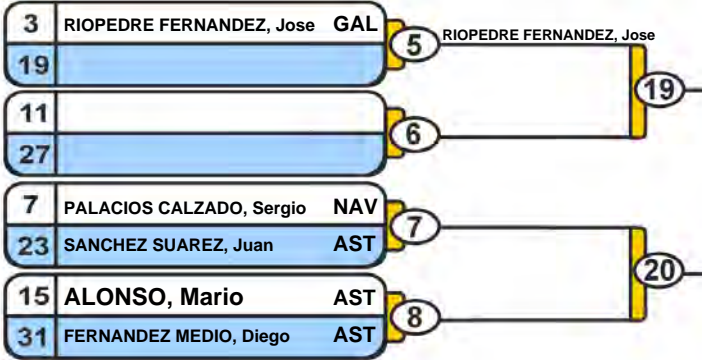 3 RIOPEDRE FERNANDEZ, Jose GAL
5 RIOPEDRE FERNANDEZ, Jose
19
19
11
6
27
7 PALACIOS CALZADO, Sergio NAV
7
23 SANCHEZ SUAREZ, Juan AST
20
15 ALONSO, Mario AST
8
31 FERNANDEZ MEDIO, Diego AST